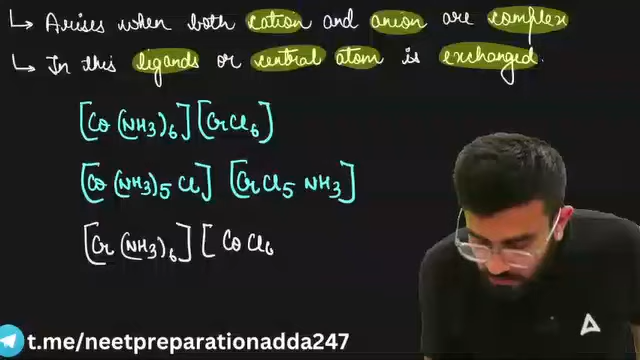 ↳ Arises when both cation and anion are complex
↳ In this ligands or central atom is exchanged.
[Co(NH3)6][CrCl6]
[Co(NH3)5 Cl] [CrCl5 NH3]
[Cr(NH3)6] [CoCl6
t.me/neetpreparationadda247